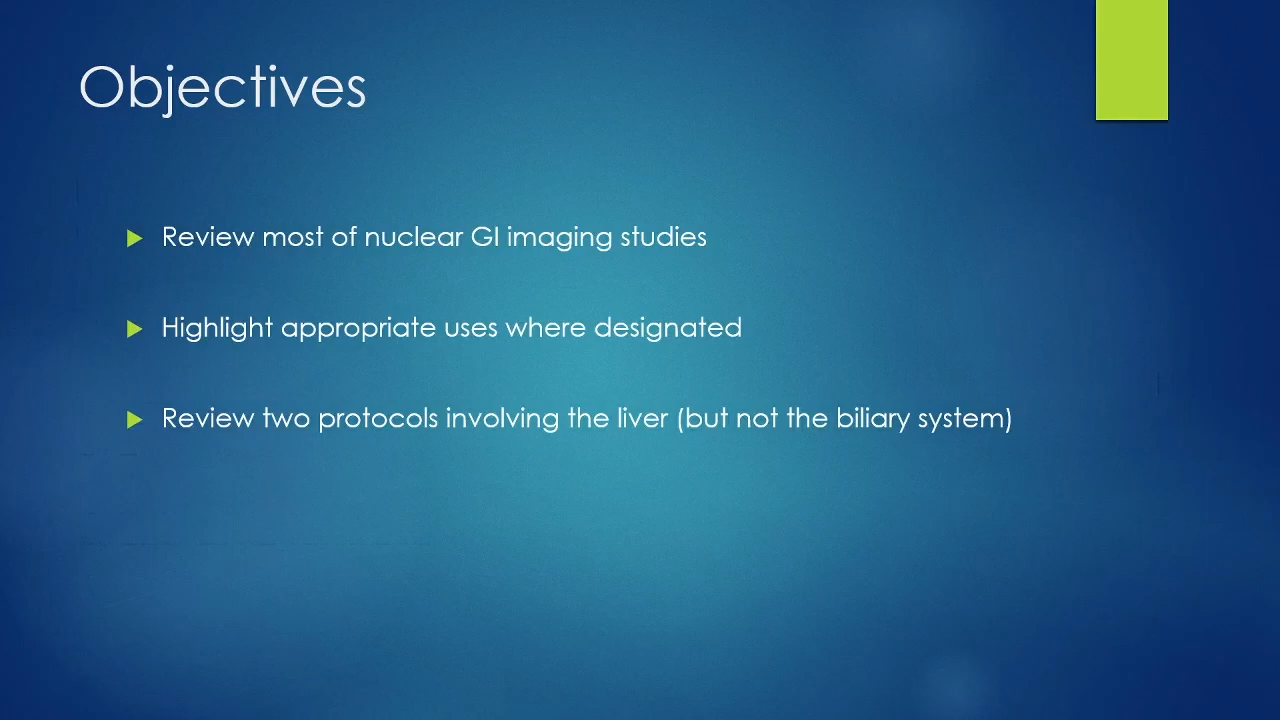 Objectives
Review most of nuclear GI imaging studies
Highlight appropriate uses where designated
Review two protocols involving the liver (but not the biliary system)